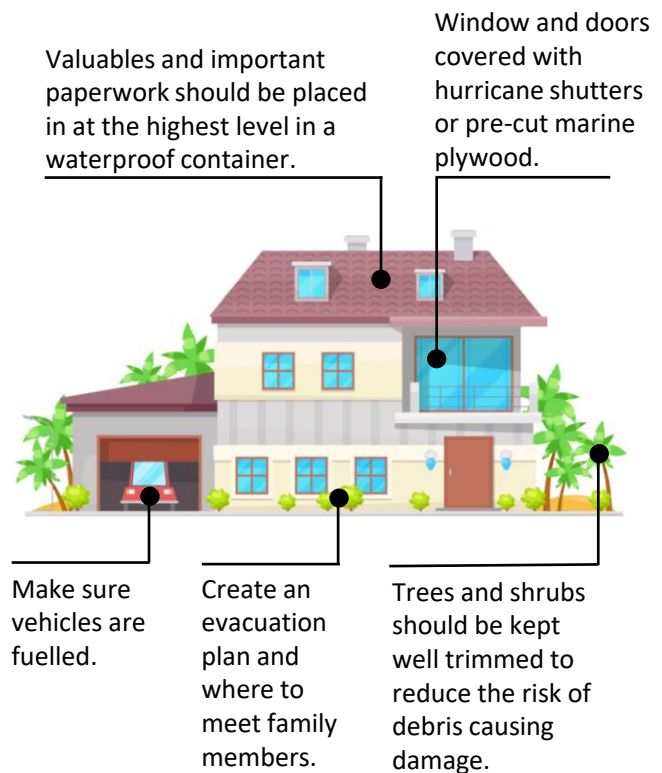 Valuables and important
paperwork should be placed
in at the highest level in a
waterproof container.
Window and doors
covered with
hurricane shutters
or pre-cut marine
plywood.
Make sure
vehicles are
fuelled.
Create an
evacuation
plan and
where to
meet family
members.
Trees and shrubs
should be kept
well trimmed to
reduce the risk of
debris causing
damage.